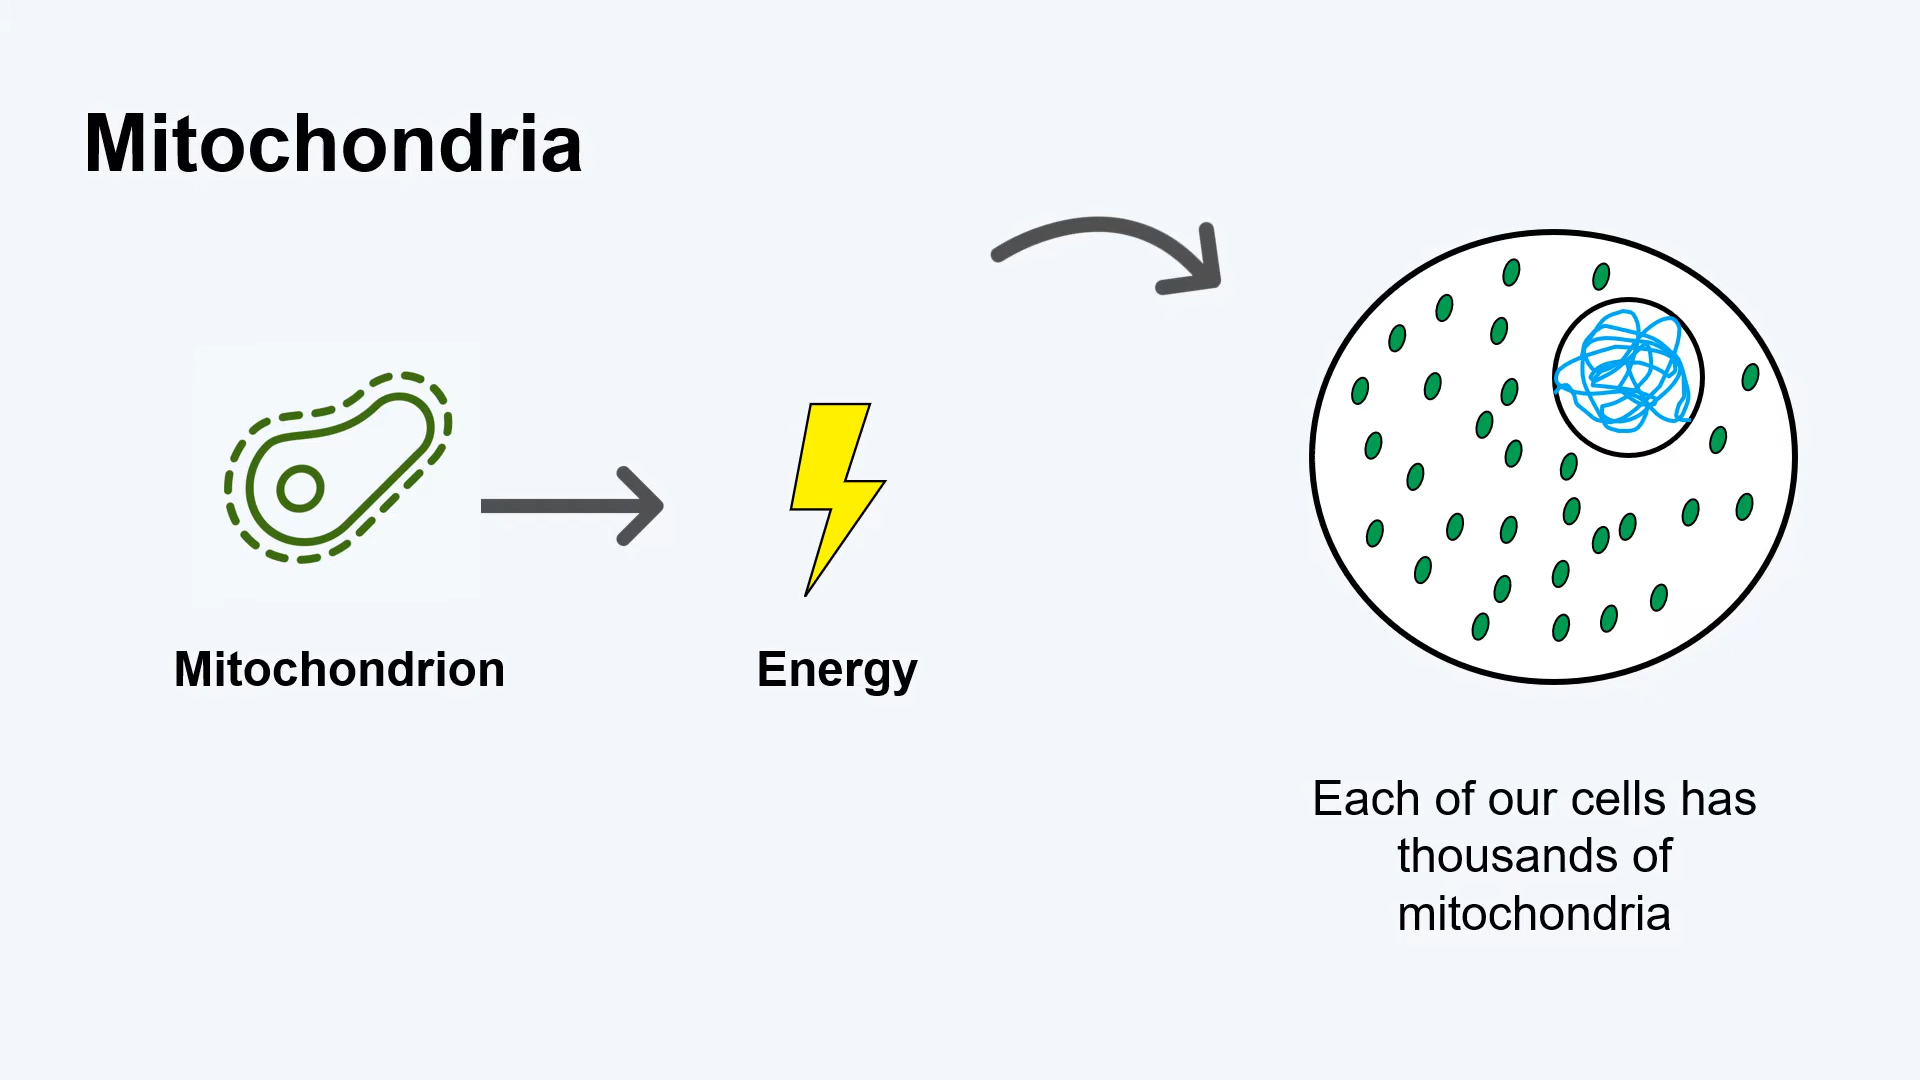 Mitochondria
Mitochondrion
Energy
Each of our cells has
thousands of
mitochondria